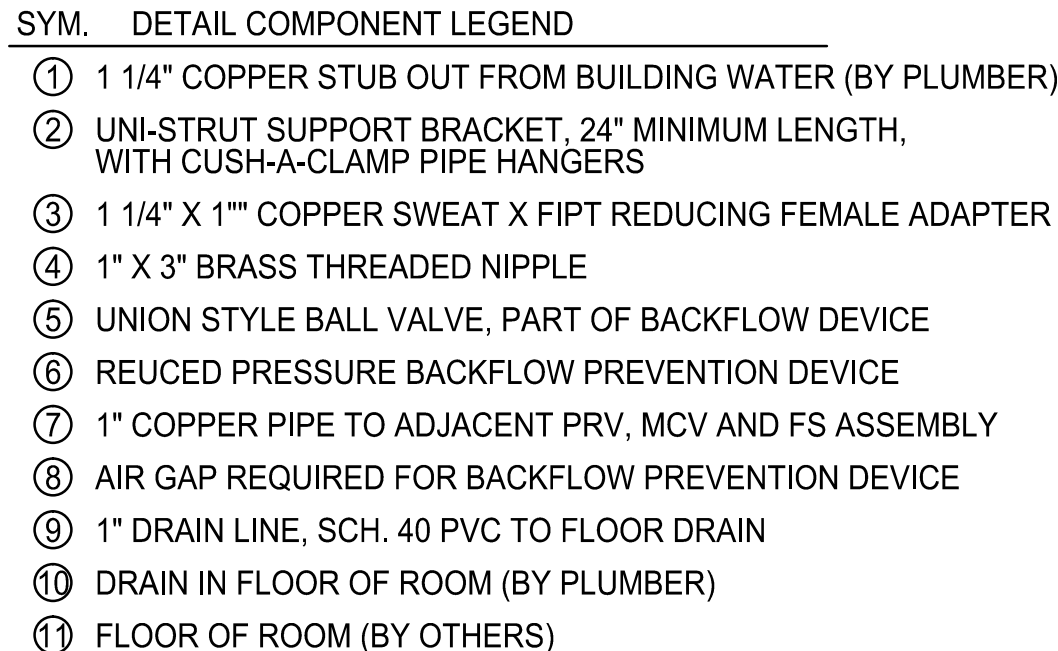 SYM. DETAIL COMPONENT LEGEND
1 1 1/4" COPPER STUB OUT FROM BUILDING WATER (BY PLUMBER)
2 UNI-STRUT SUPPORT BRACKET, 24" MINIMUM LENGTH,
WITH CUSH-A-CLAMP PIPE HANGERS
3 1 1/4" X 1"" COPPER SWEAT X FIPT REDUCING FEMALE ADAPTER
4 1" X 3" BRASS THREADED NIPPLE
5 UNION STYLE BALL VALVE, PART OF BACKFLOW DEVICE
6 REUCED PRESSURE BACKFLOW PREVENTION DEVICE
7 1" COPPER PIPE TO ADJACENT PRV, MCV AND FS ASSEMBLY
8 AIR GAP REQUIRED FOR BACKFLOW PREVENTION DEVICE
9 1" DRAIN LINE, SCH. 40 PVC TO FLOOR DRAIN
10 DRAIN IN FLOOR OF ROOM (BY PLUMBER)
11 FLOOR OF ROOM (BY OTHERS)